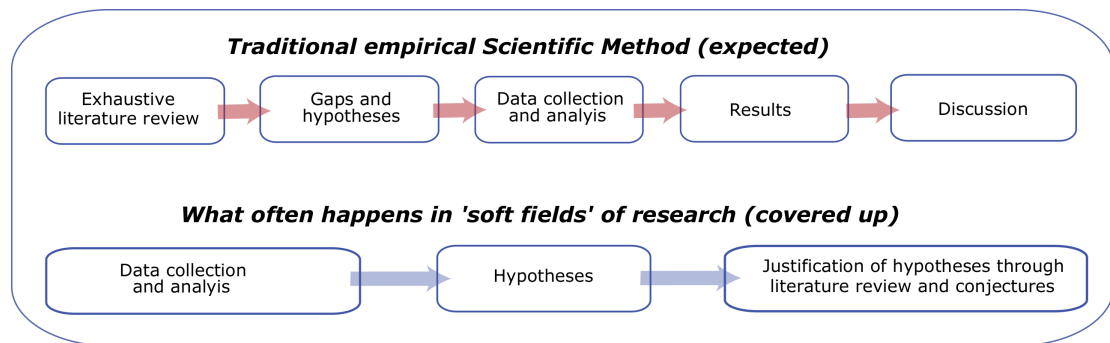 Traditional empirical Scientific Method (expected)
Exhaustive
literature review
Gaps and
hypotheses
Data collection
and analyis
Results
Discussion
What often happens in 'soft fields' of research (covered up)
Data collection
and analyis
Hypotheses
Justification of hypotheses through
literature review and conjectures